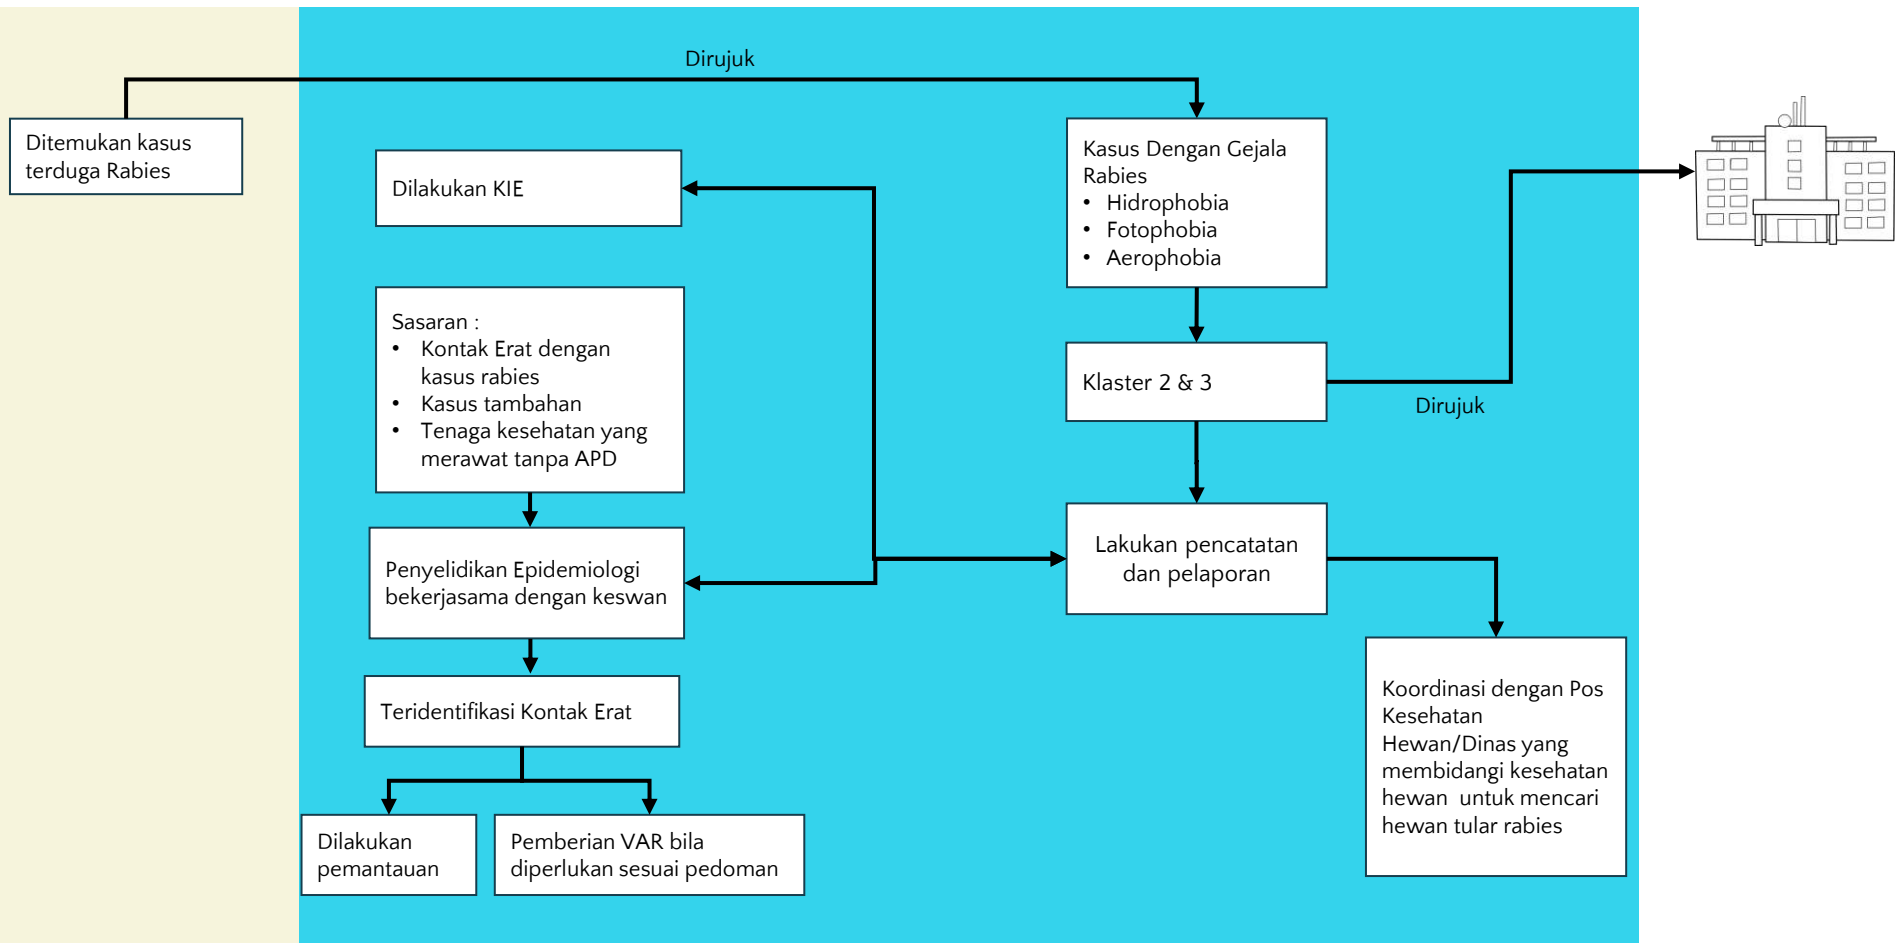 Dirujuk
Ditemukan kasus
terduga Rabies
Kasus Dengan Gejala
Rabies
• Hidrophobia
• Fotophobia
• Aerophobia
Dilakukan KIE
Sasaran :
• Kontak Erat dengan
kasus rabies
• Kasus tambahan
• Tenaga kesehatan yang
merawat tanpa APD
Klaster 2 & 3
Dirujuk
Lakukan pencatatan
dan pelaporan
Penyelidikan Epidemiologi
bekerjasama dengan keswan
Teridentifikasi Kontak Erat
Koordinasi dengan Pos
Kesehatan
Hewan/Dinas yang
membidangi kesehatan
hewan untuk mencari
hewan tular rabies
Dilakukan
pemantauan
Pemberian VAR bila
diperlukan sesuai pedoman